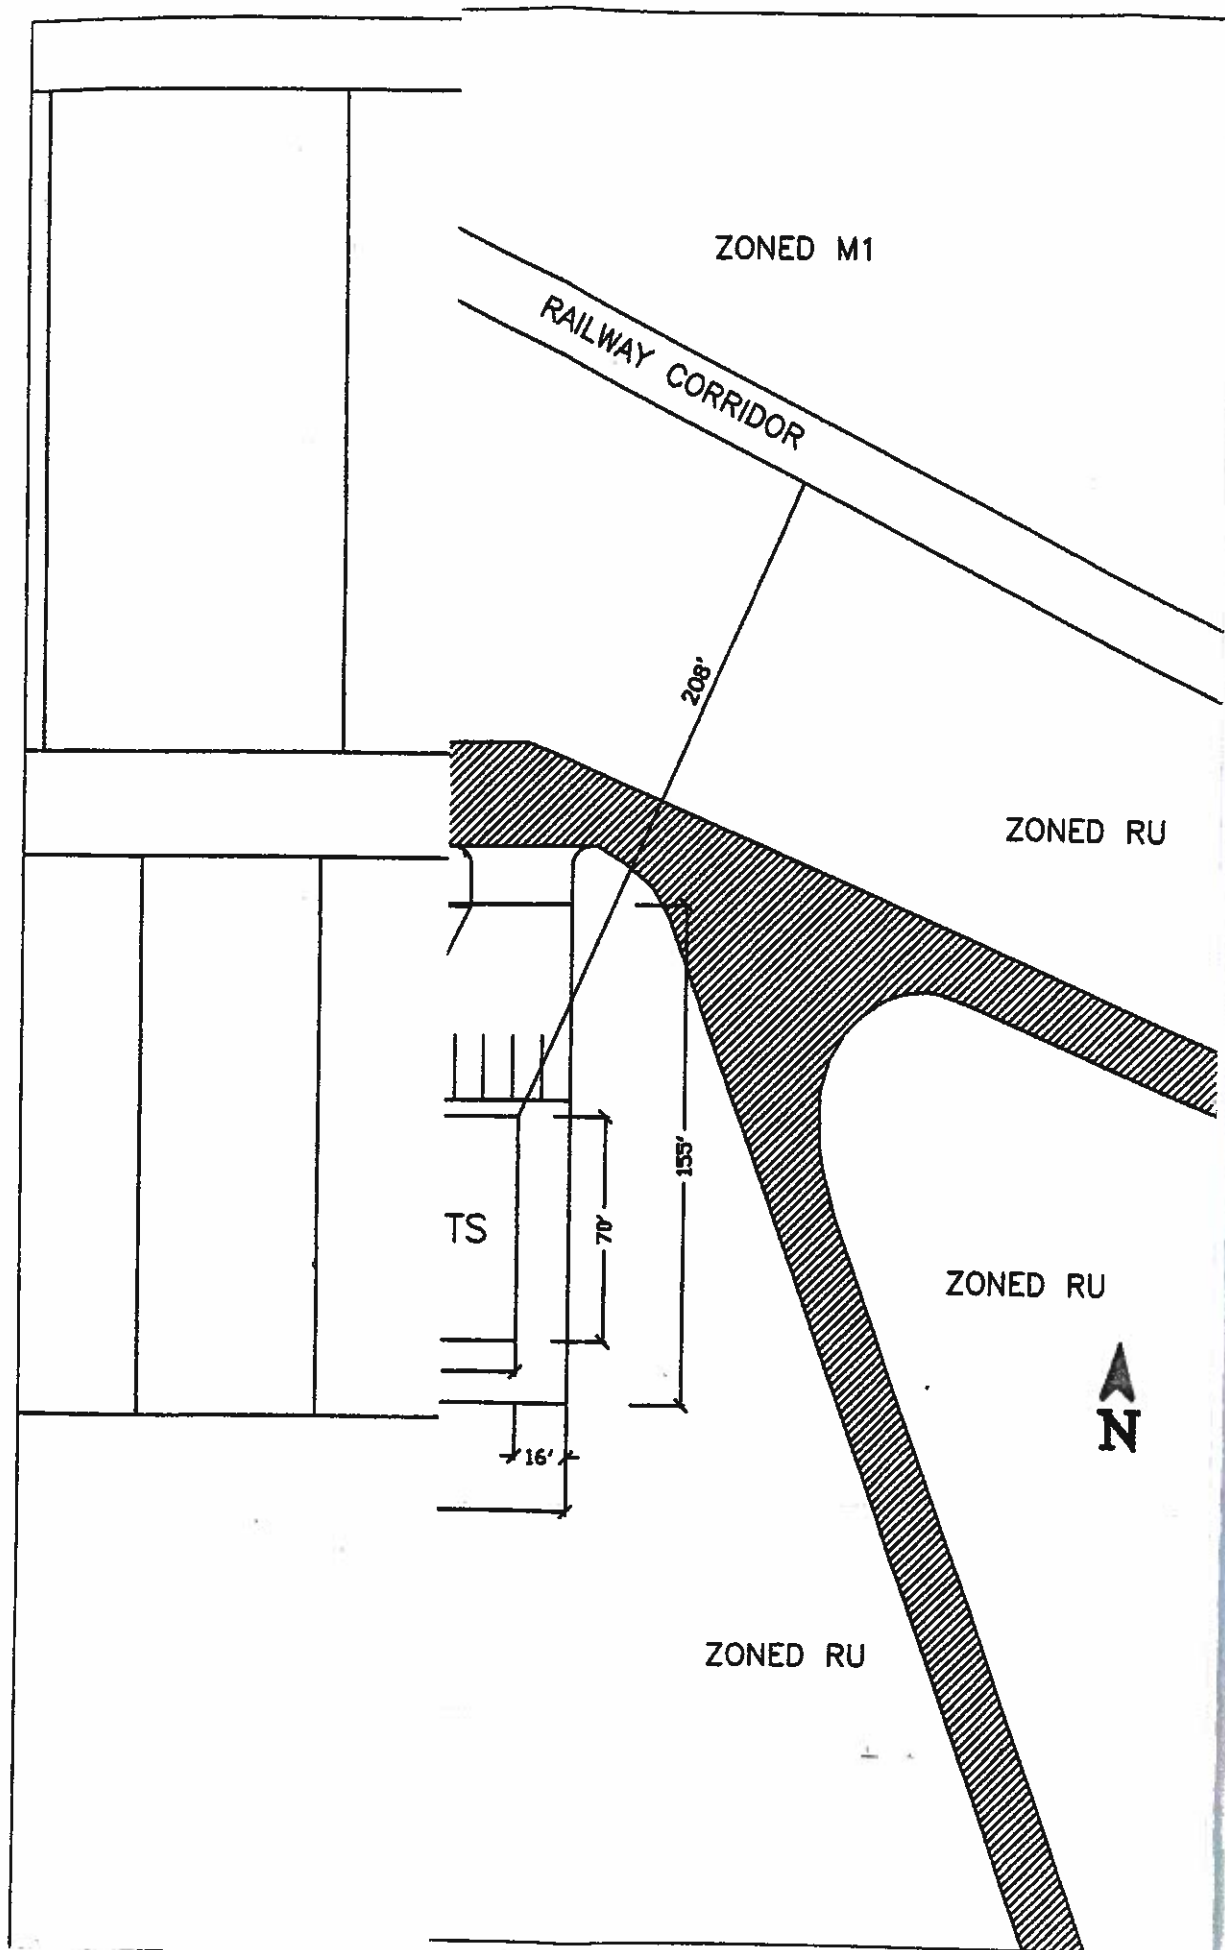 ZONED M1
RAILWAY CORRIDOR
208'
ZONED RU
155'
70'
TS
ZONED RU
N
16'
ZONED RU